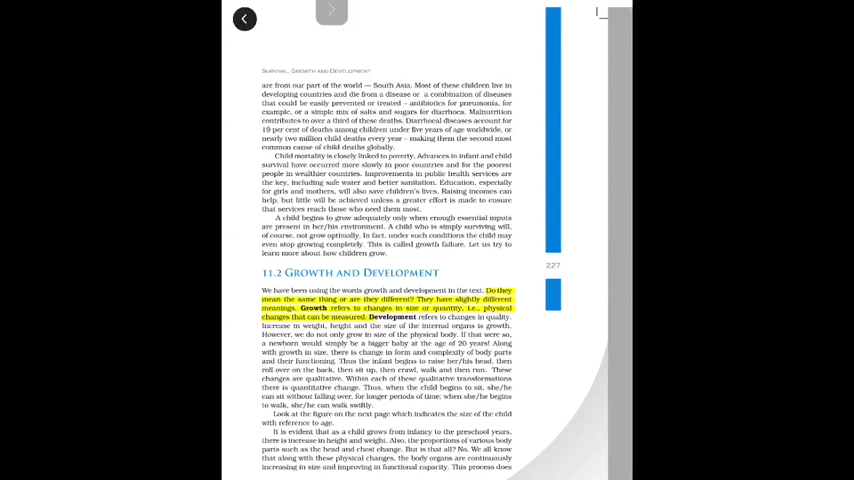 SURVIVAL, GROWTH AND DEVELOPMENT
are from our part of the world — South Asia. Most of these children live in
developing countries and die from a disease or a combination of diseases
that could be easily prevented or treated - antibiotics for pneumonia, for
example, or a simple mix of salts and sugars for diarrhoea. Malnutrition
contributes to over a third of these deaths. Diarrhoeal diseases account for
19 per cent of deaths among children under five years of age worldwide, or
nearly two million child deaths every year - making them the second most
common cause of child deaths globally.
Child mortality is closely linked to poverty. Advances in infant and child
survival have occurred more slowly in poor countries and for the poorest
people in wealthier countries. Improvements in public health services are
the key, including safe water and better sanitation. Education, especially
for girls and mothers, will also save children's lives. Raising incomes can
help, but little will be achieved unless a greater effort is made to ensure
that services reach those who need them most.
A child begins to grow adequately only when enough essential inputs
are present in her/his environment. A child who is simply surviving will,
of course, not grow optimally. In fact, under such conditions the child may
even stop growing completely. This is called growth failure. Let us try to
learn more about how children grow.
227
11.2 GROWTH AND DEVELOPMENT
We have been using the words growth and development in the text. Do they
mean the same thing or are they different? They have slightly different
meanings. Growth refers to changes in size or quantity, i.e., physical
changes that can be measured. Development refers to changes in quality.
Increase in weight, height and the size of the internal organs is growth.
However, we do not only grow in size of the physical body. If that were so,
a newborn would simply be a bigger baby at the age of 20 years! Along
with growth in size, there is change in form and complexity of body parts
and their functioning. Thus the infant begins to raise her/his head, then
roll over on the back, then sit up, then crawl, walk and then run. These
changes are qualitative. Within each of these qualitative transformations
there is quantitative change. Thus, when the child begins to sit, she/he
can sit without falling over, for longer periods of time; when she/he begins
to walk, she/he can walk swiftly.
Look at the figure on the next page which indicates the size of the child
with reference to age.
It is evident that as a child grows from infancy to the preschool years,
there is increase in height and weight. Also, the proportions of various body
parts such as the head and chest change. But is that all? No. We all know
that along with these physical changes, the body organs are continuously
increasing in size and improving in functional capacity. This process does